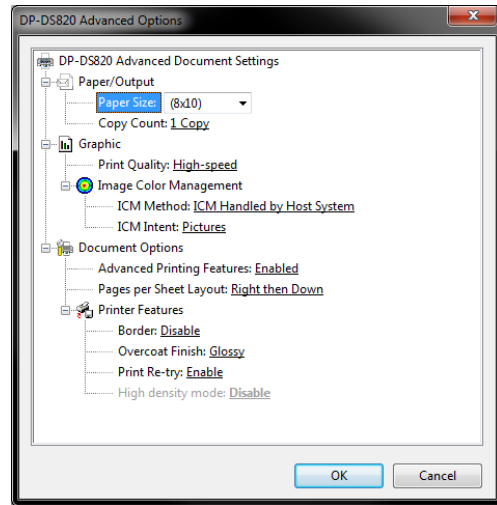 DP-DS820 Advanced Options
DP-DS820 Advanced Document Settings
Paper/Output
Paper Size: (8x10)
Copy Count: 1 Copy
Graphic
Print Quality: High-speed
Image Color Management
ICM Method: ICM Handled by Host System
ICM Intent: Pictures
Document Options
Advanced Printing Features: Enabled
Pages per Sheet Layout: Right then Down
Printer Features
Border: Disable
Overcoat Finish: Glossy
Print Re-try: Enable
High density mode: Disable
OK Cancel